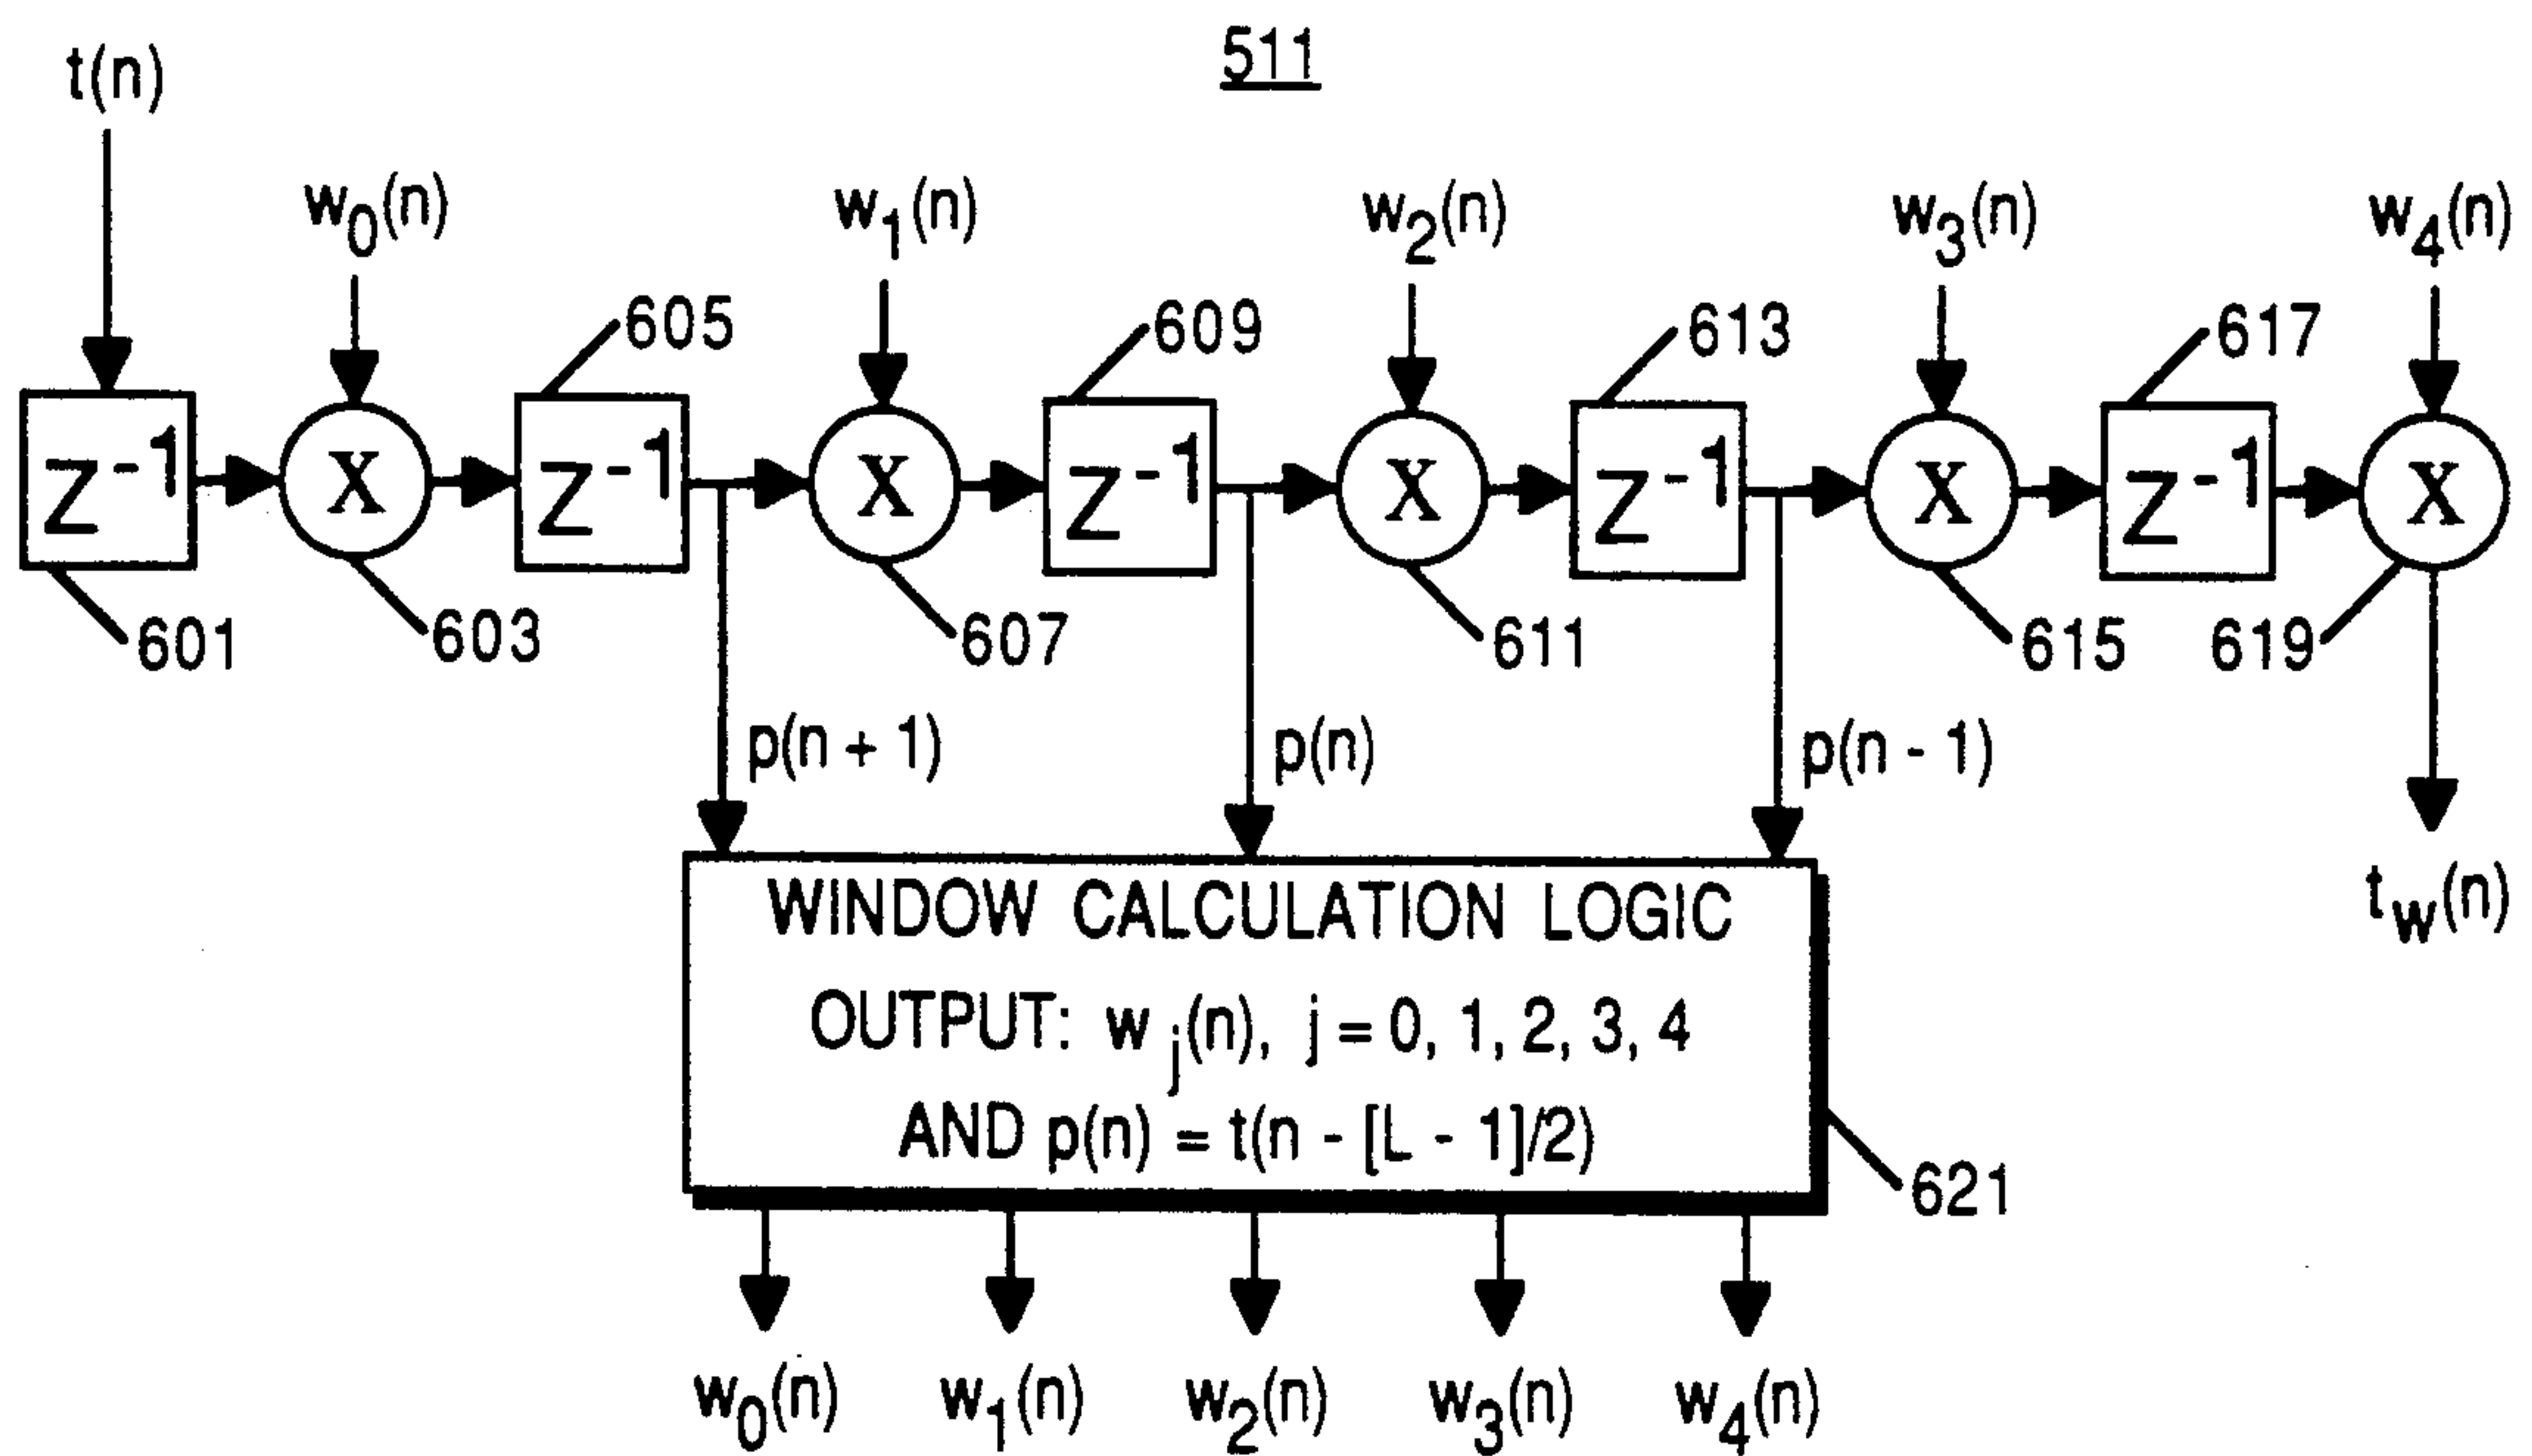 511
t(n)
w0(n)
w1(n)
w2(n)
w3(n)
w4(n)
605
609
613
617
Z-1
X
Z-1
X
Z-1
X
Z-1
X
Z-1
X
601
603
607
611
615
619
p(n + 1)
p(n)
p(n - 1)
tw(n)
WINDOW CALCULATION LOGIC
OUTPUT: wj(n), j = 0, 1, 2, 3, 4
AND p(n) = t(n - [L - 1]/2)
621
w0(n)
w1(n)
w2(n)
w3(n)
w4(n)